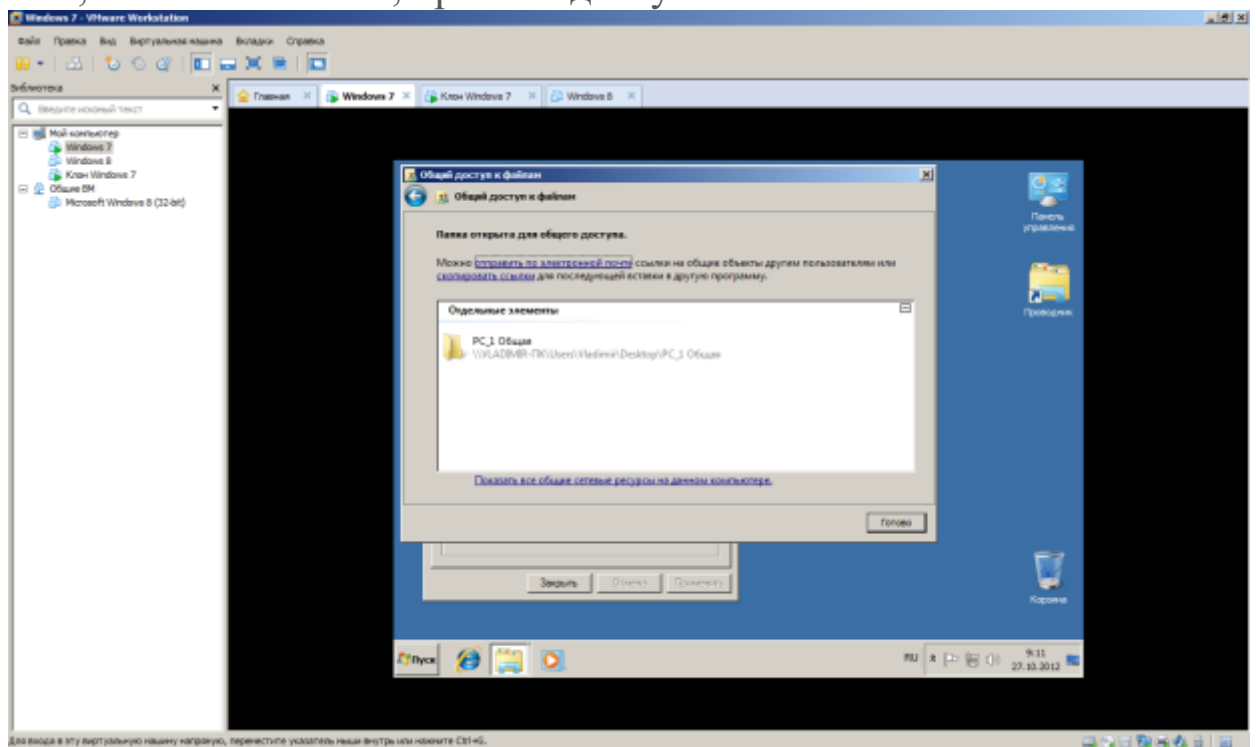 Windows 7 - VMware Workstation
Файл Правка Вид Виртуальная машина Вкладки Справка
Библиотека
Введите искомый текст
Мой компьютер
Windows 7
Windows 8
Клон Windows 7
Общие ВМ
Microsoft Windows 8 (32-bit)
Главная Windows 7 Клон Windows 7 Windows 8
Общий доступ к файлам
Общий доступ к файлам
Папка открыта для общего доступа.
Можно отправить по электронной почте ссылки на общие объекты другим пользователям или
скопировать ссылки для последующей вставки в другую программу.
Отдельные элементы
PC_1 Общая
\\VLADIMIR-ПК\Users\Vladimir\Desktop\PC_1 Общая
Показать все общие сетевые ресурсы на данном компьютере.
Готово
Закрыть Отмена Применить
Панель
управления
Проводник
Корзина
Пуск
RU
9:11
27.10.2012
Для входа в эту виртуальную машину напрямую, переместите указатель мыши внутрь или нажмите Ctrl+G.